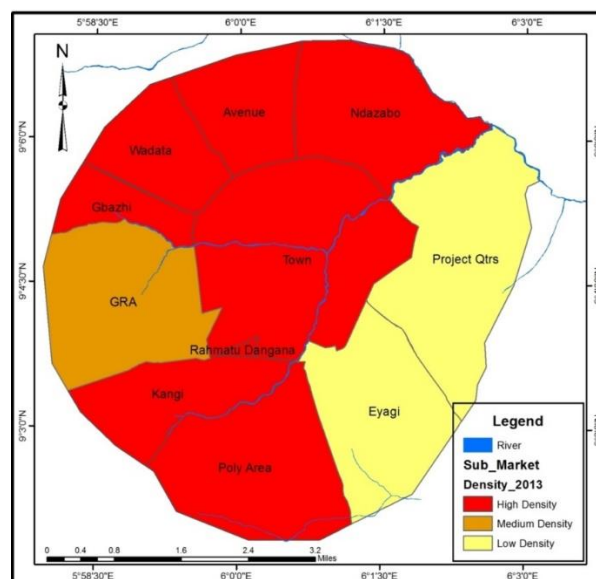 5°58'30"E 6°0'0"E 6°1'30"E 6°3'0"E
N
Avenue
Ndazabo
9°6'0"N
Wadata
Gbazhi
Town
Project Qtrs
9°4'30"N
GRA
Rahmatu Dangana
Kangi
Eyagi
9°3'0"N
Poly Area
Legend
River
Sub_Market
Density_2013
High Density
Medium Density
Low Density
0 0.4 0.8 1.6 2.4 3.2
Miles
5°58'30"E 6°0'0"E 6°1'30"E 6°3'0"E